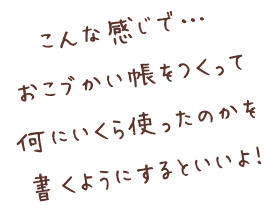 こんな感じで…
おこづかい帳をつくって
何にいくら使ったのかを
書くようにするといいよ!